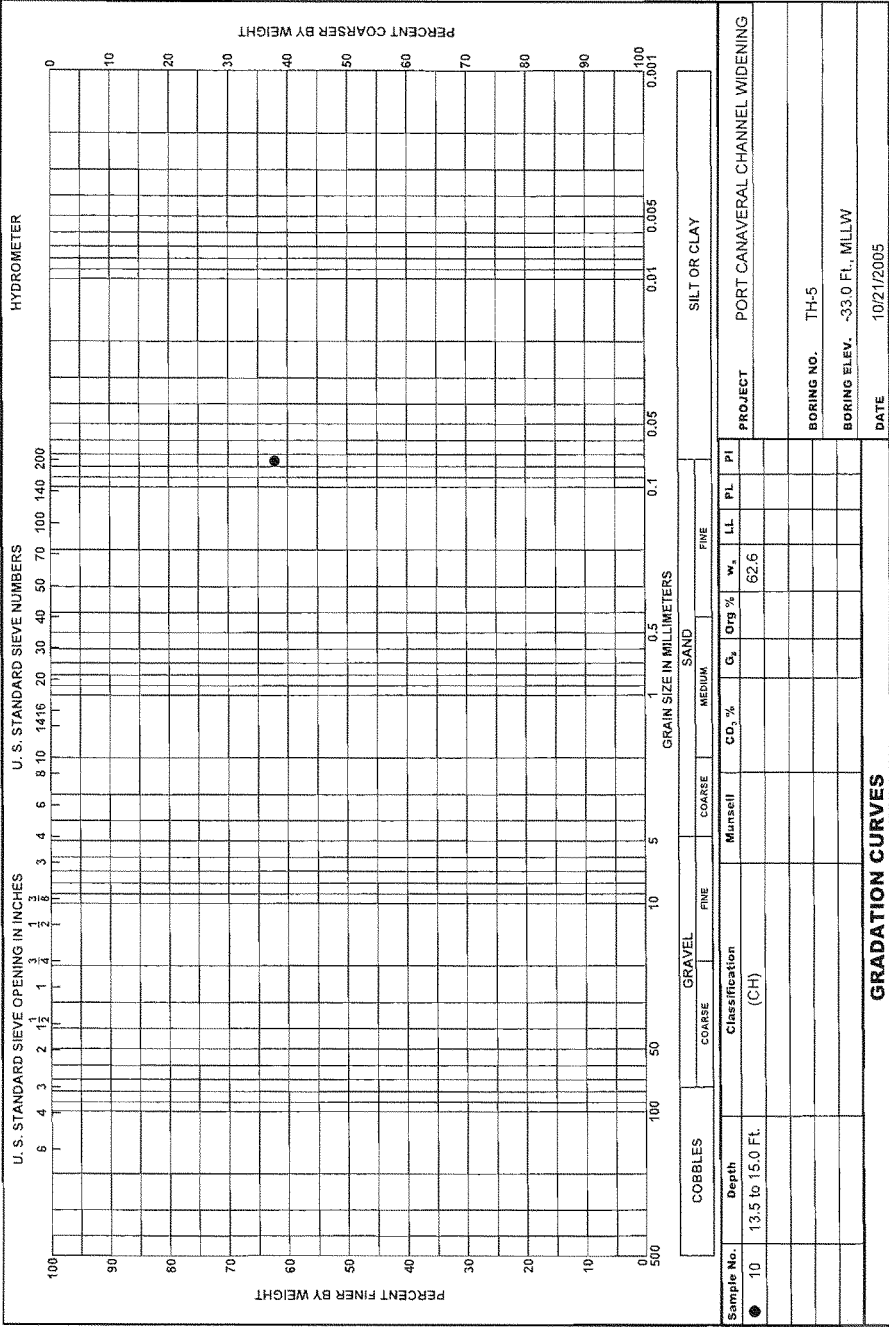 U. S. STANDARD SIEVE OPENING IN INCHES U. S. STANDARD SIEVE NUMBERS HYDROMETER
6 4 3 2 1 1/2 1 3/4 1/2 3/8 3 4 6 8 10 14 16 20 30 40 50 70 100 140 200
100 0
90 10
80 20
70 30
60 40
50 50
40 60
30 70
20 80
10 90
0 100
PERCENT FINER BY WEIGHT
PERCENT COARSER BY WEIGHT
500 100 50 10 5 1 0.5 0.1 0.05 0.01 0.005 0.001
GRAIN SIZE IN MILLIMETERS
COBBLES GRAVEL SAND SILT OR CLAY
COARSE FINE COARSE MEDIUM FINE
Sample No. Depth Classification Munsell CO₃ % Gₛ Org % wₙ LL PL PI
10 13.5 to 15.0 Ft. (CH) 62.6
PROJECT PORT CANAVERAL CHANNEL WIDENING
BORING NO. TH-5
BORING ELEV. -33.0 Ft., MLLW
DATE 10/21/2005
GRADATION CURVES